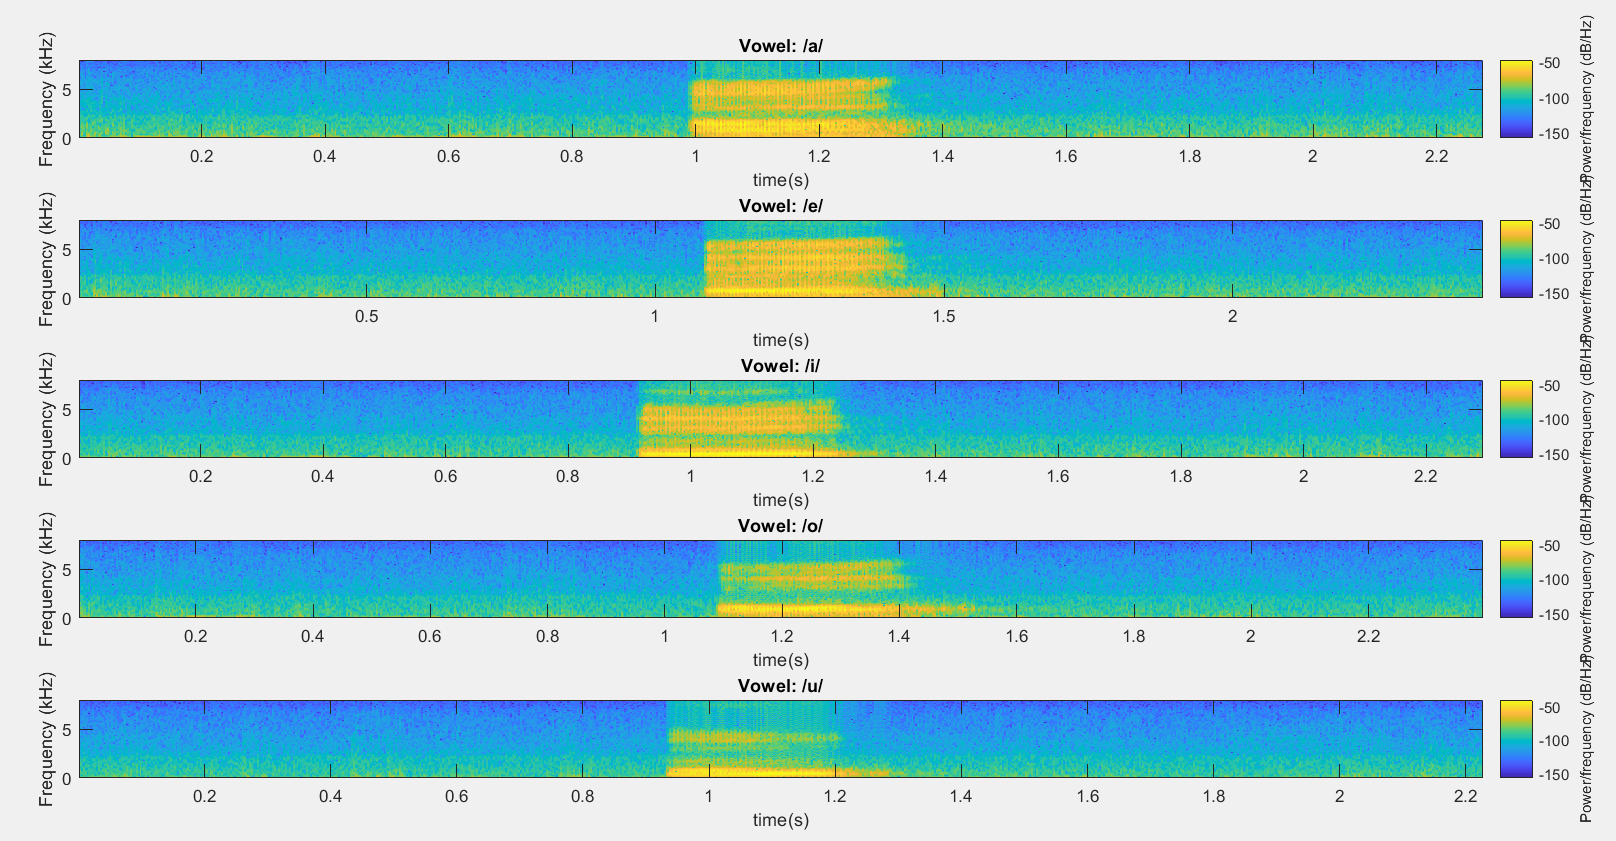 Vowel: /a/
Frequency (kHz)
5
0
0.2 0.4 0.6 0.8 1 1.2 1.4 1.6 1.8 2 2.2
time(s)
-50
-100
-150
Power/frequency (dB/Hz)
Vowel: /e/
Frequency (kHz)
5
0
0.5 1 1.5 2
time(s)
-50
-100
-150
Power/frequency (dB/Hz)
Vowel: /i/
Frequency (kHz)
5
0
0.2 0.4 0.6 0.8 1 1.2 1.4 1.6 1.8 2 2.2
time(s)
-50
-100
-150
Power/frequency (dB/Hz)
Vowel: /o/
Frequency (kHz)
5
0
0.2 0.4 0.6 0.8 1 1.2 1.4 1.6 1.8 2 2.2
time(s)
-50
-100
-150
Power/frequency (dB/Hz)
Vowel: /u/
Frequency (kHz)
5
0
0.2 0.4 0.6 0.8 1 1.2 1.4 1.6 1.8 2 2.2
time(s)
-50
-100
-150
Power/frequency (dB/Hz)